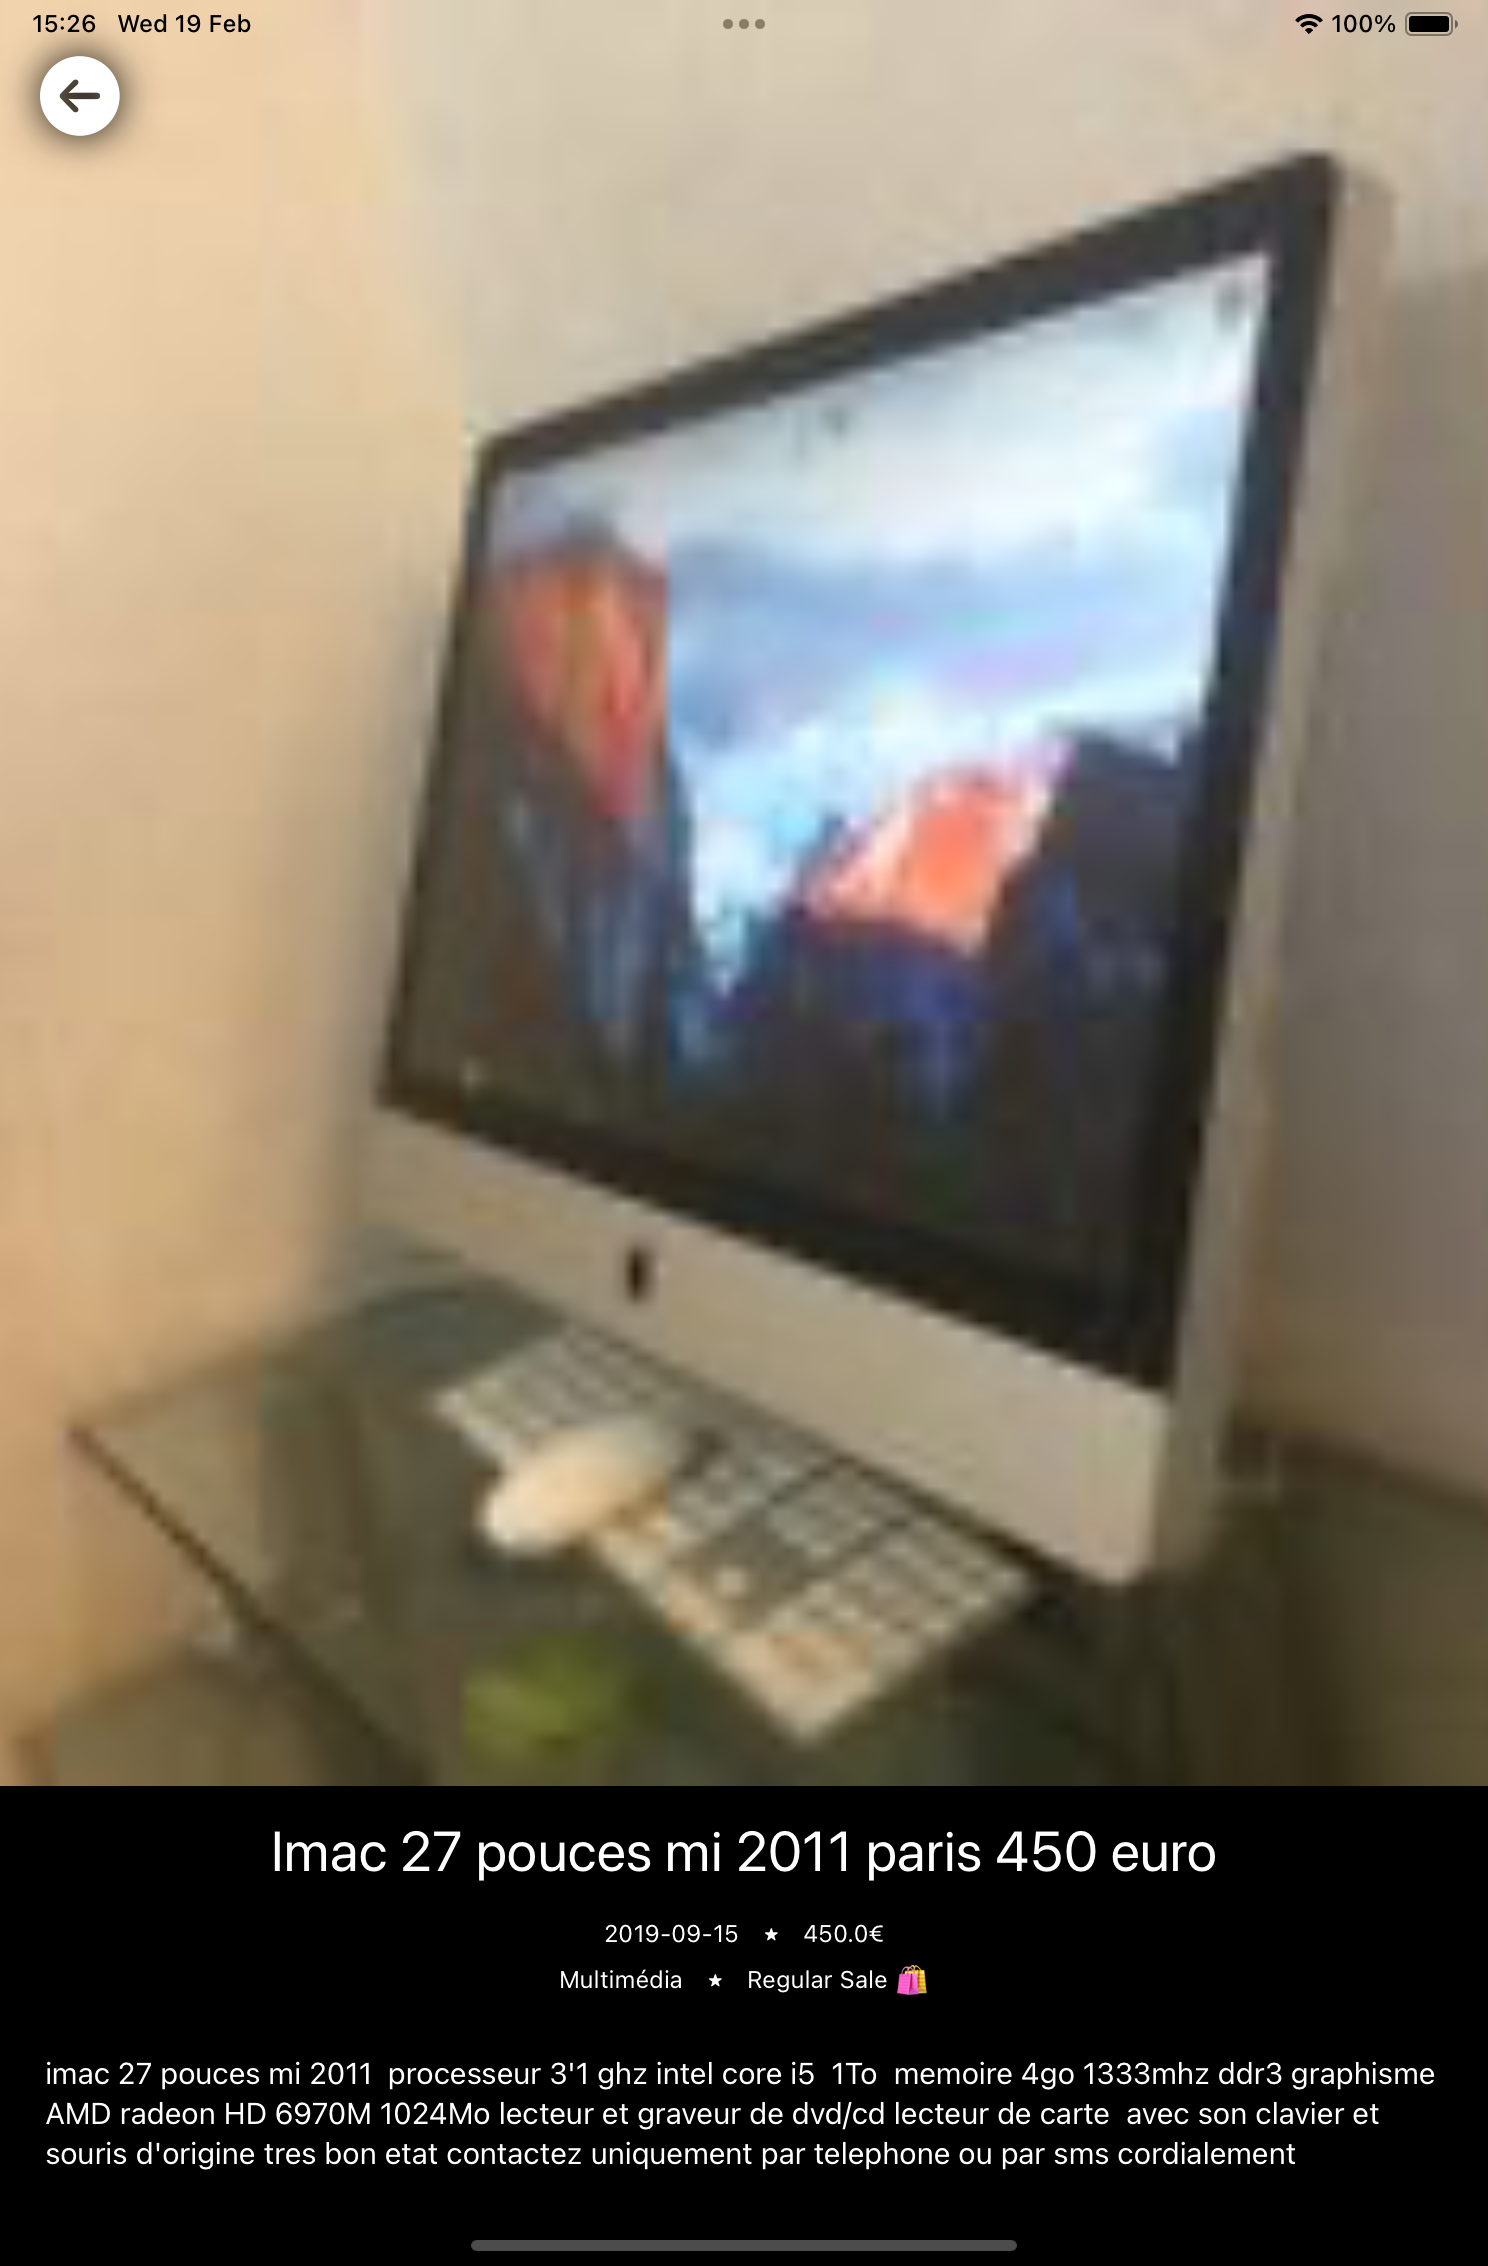 15:26 Wed 19 Feb
100%
Imac 27 pouces mi 2011 paris 450 euro
2019-09-15 ★ 450.0€
Multimédia ★ Regular Sale 🛍️
imac 27 pouces mi 2011  processeur 3'1 ghz intel core i5  1To  memoire 4go 1333mhz ddr3 graphisme
AMD radeon HD 6970M 1024Mo lecteur et graveur de dvd/cd lecteur de carte  avec son clavier et
souris d'origine tres bon etat contactez uniquement par telephone ou par sms cordialement